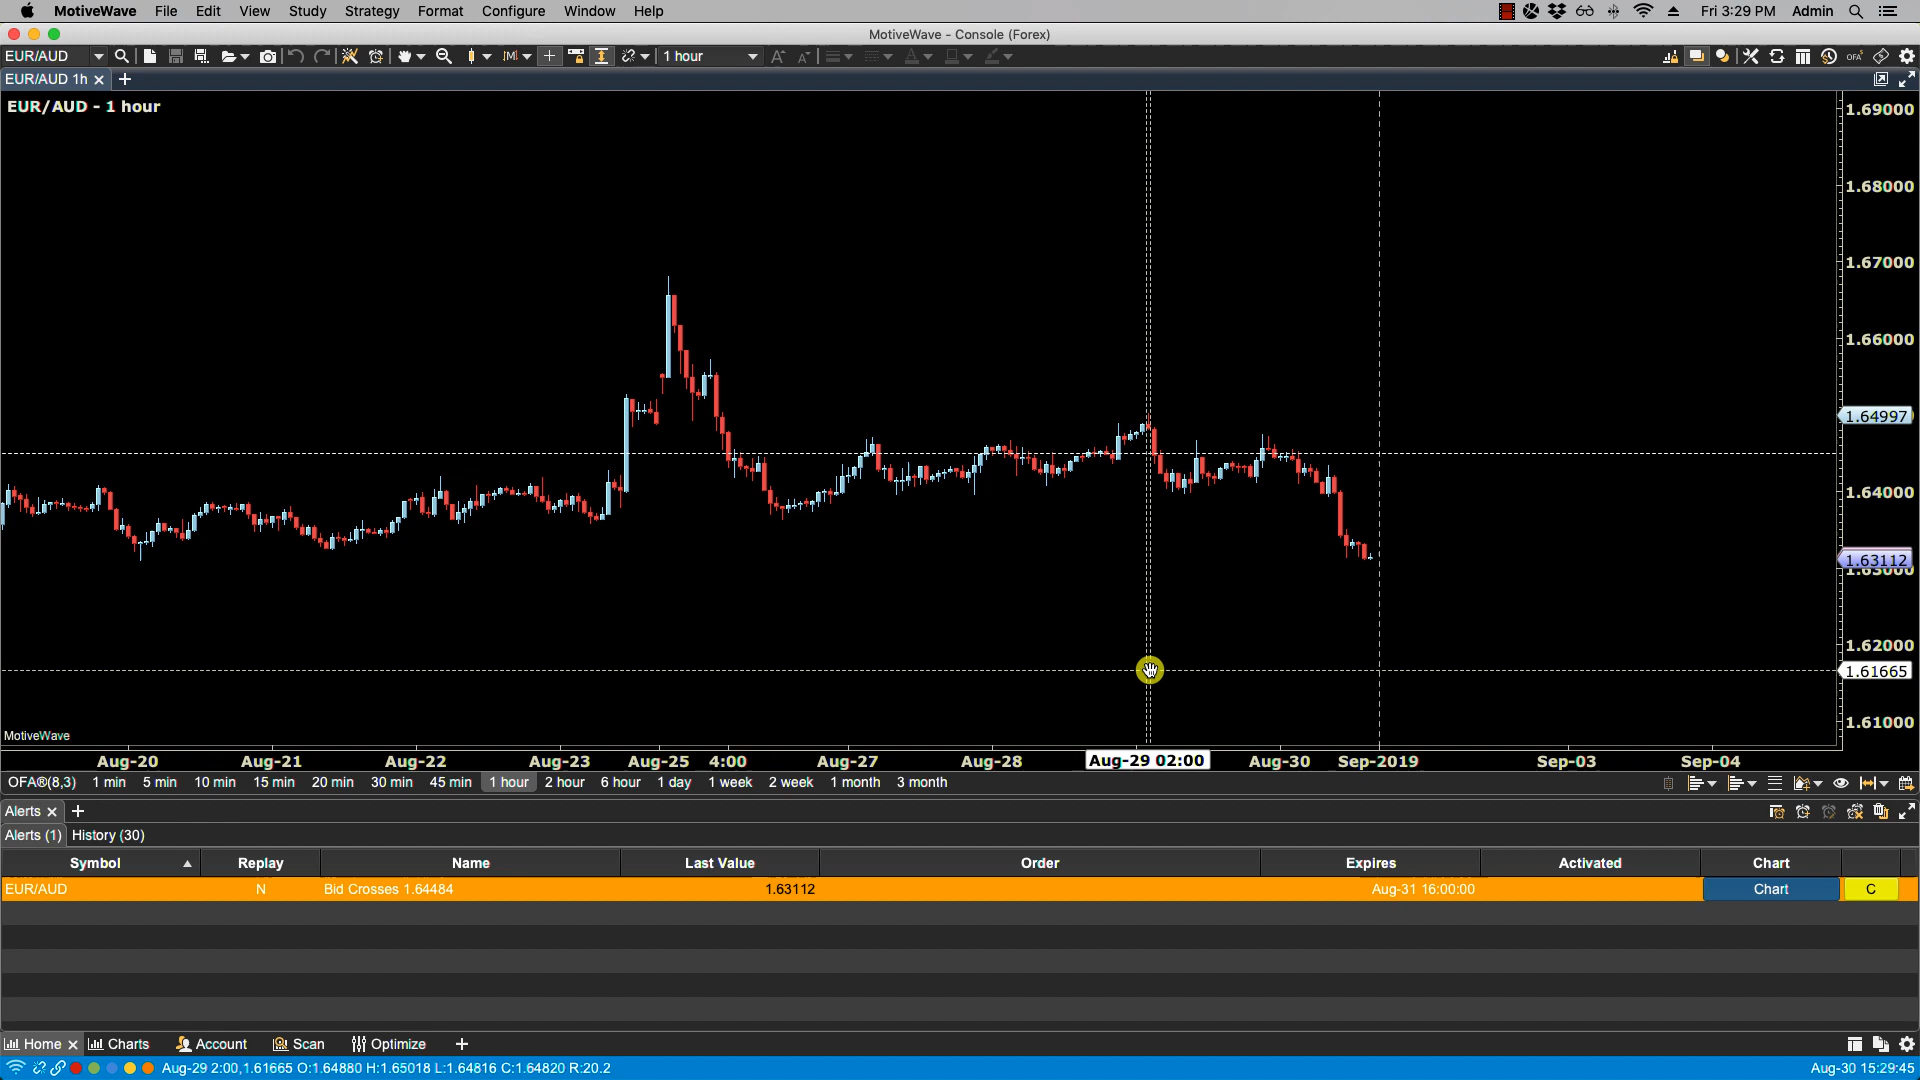 MotiveWave File Edit View Study Strategy Format Configure Window Help Fri 3:29 PM Admin
MotiveWave - Console (Forex)
EUR/AUD 1 hour OFA
EUR/AUD 1h
EUR/AUD - 1 hour
1.69000
1.68000
1.67000
1.66000
1.64997
1.64000
1.63112
1.63000
1.62000
1.61665
1.61000
MotiveWave
Aug-20 Aug-21 Aug-22 Aug-23 Aug-25 4:00 Aug-27 Aug-28 Aug-29 02:00 Aug-30 Sep-2019 Sep-03 Sep-04
OFA®(8,3) 1 min 5 min 10 min 15 min 20 min 30 min 45 min 1 hour 2 hour 6 hour 1 day 1 week 2 week 1 month 3 month
Alerts
Alerts (1) History (30)
Symbol Replay Name Last Value Order Expires Activated Chart
EUR/AUD N Bid Crosses 1.64484 1.63112 Aug-31 16:00:00 Chart C
Home Charts Account Scan Optimize
Aug-29 2:00,1.61665 O:1.64880 H:1.65018 L:1.64816 C:1.64820 R:20.2 Aug-30 15:29:45